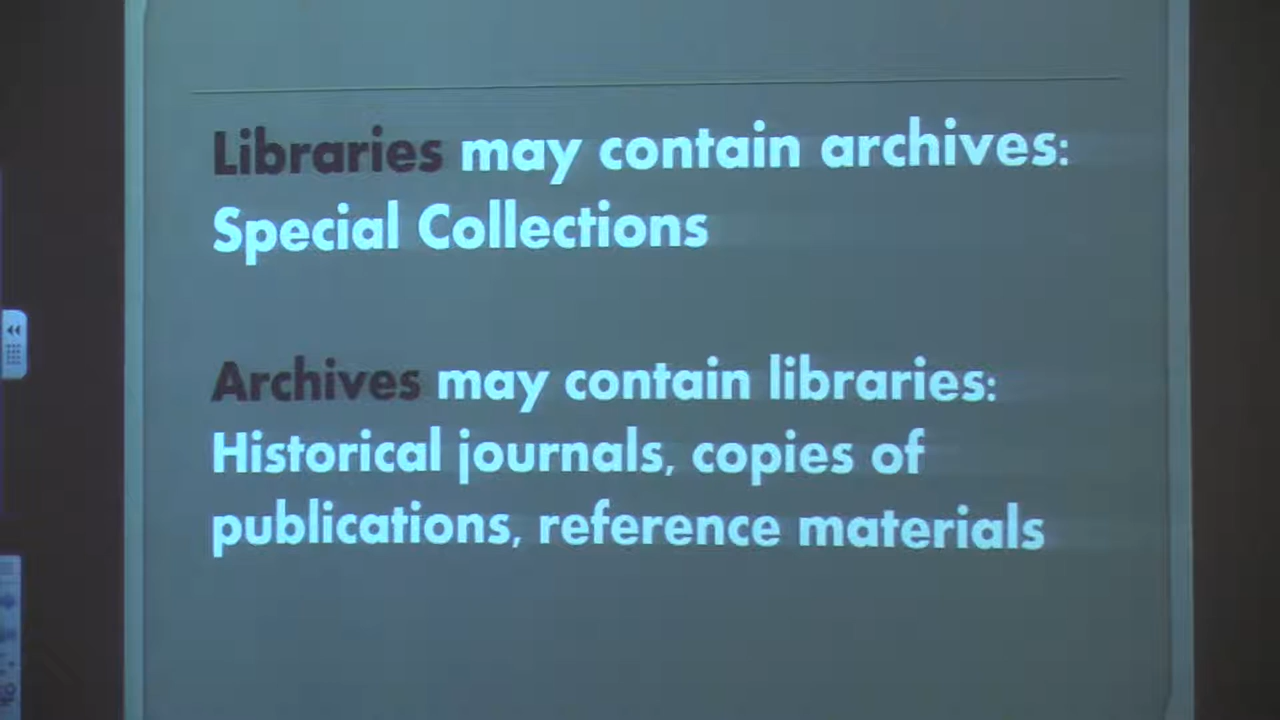 Libraries may contain archives:
Special Collections
Archives may contain libraries:
Historical journals, copies of
publications, reference materials